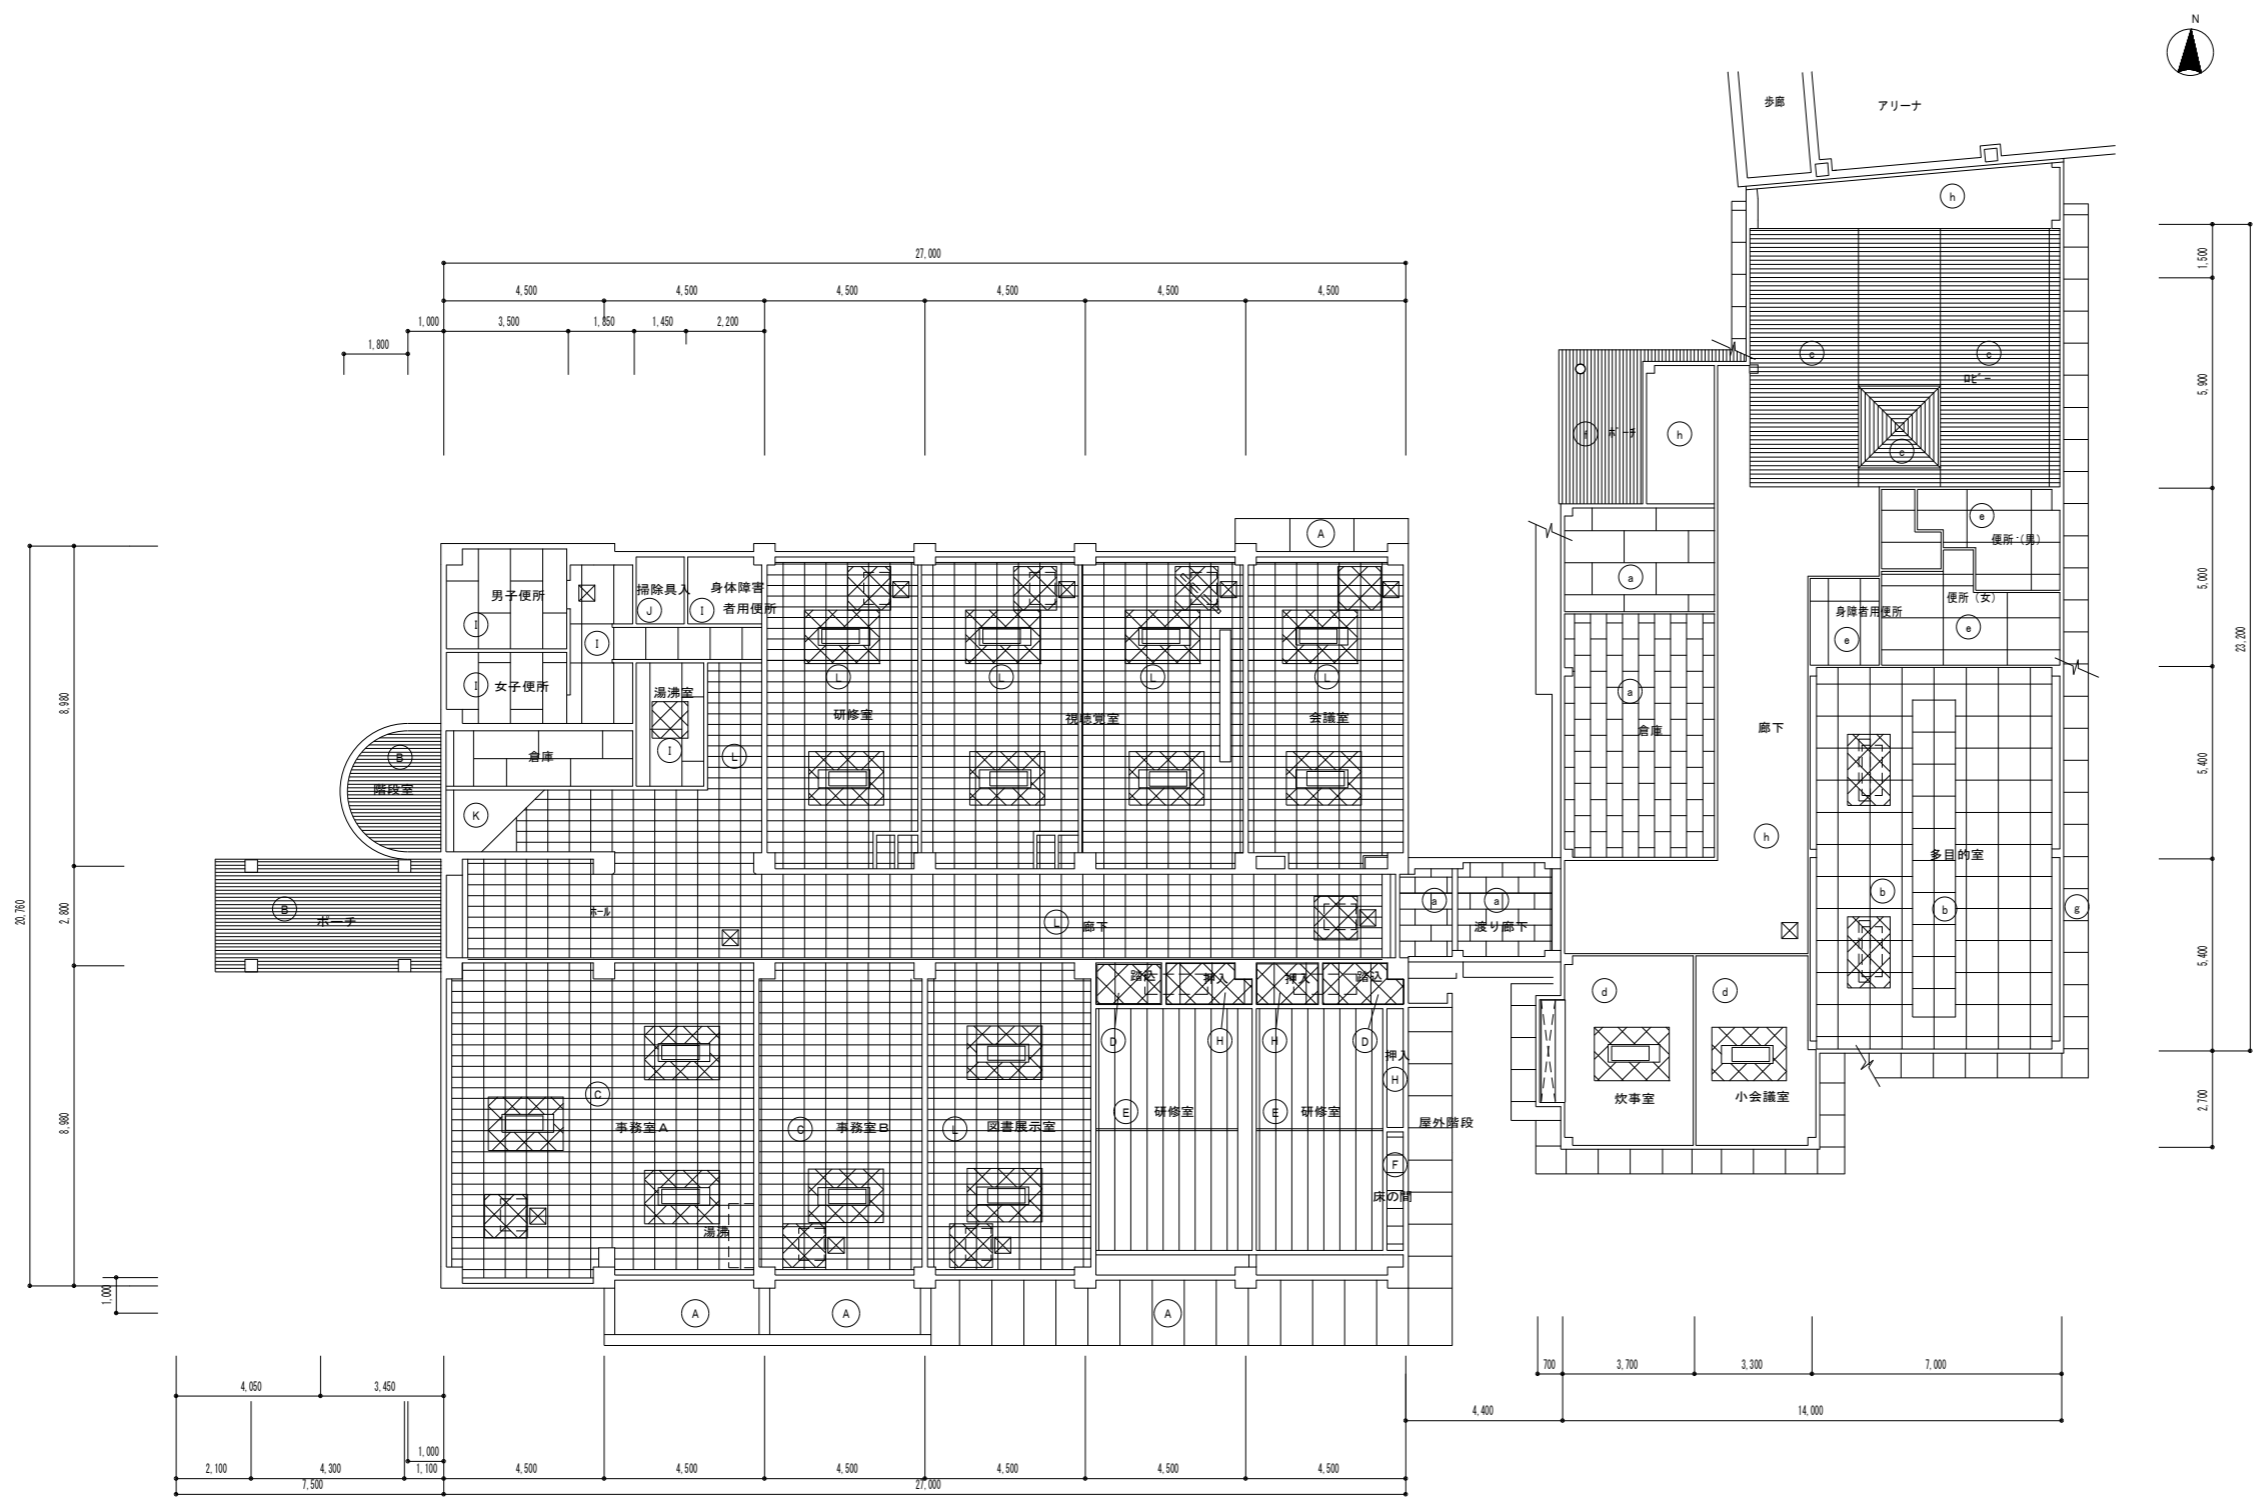 N
歩廊
アリーナ
h
27,000
1,500
4,500
4,500
4,500
4,500
4,500
4,500
1,000
3,500
1,850
1,450
2,200
1,800
c
c
ロビー
5,900
f
ポーチ
h
c
A
e
便所（男）
a
5,000
男子便所
掃除具入
身体障害
者用便所
J
I
I
I
便所（女）
身障者用便所
e
e
23,200
I
女子便所
湯沸室
I
L
L
L
L
研修室
視聴覚室
会議室
a
倉庫
廊下
8,980
倉庫
L
B
階段室
K
5,400
h
多目的室
b
b
g
20,760
2,800
B
ポーチ
ホール
L
廊下
a
a
渡り廊下
踏込
押入
押入
踏込
5,400
d
d
D
H
H
D
押入
H
C
事務室A
C
事務室B
L
図書展示室
E
研修室
E
研修室
F
床の間
屋外階段
炊事室
小会議室
2,700
8,980
湯沸
1,000
A
A
A
700
3,700
3,300
7,000
4,050
3,450
4,400
14,000
1,000
2,100
4,300
1,100
4,500
4,500
4,500
4,500
4,500
4,500
7,500
27,000